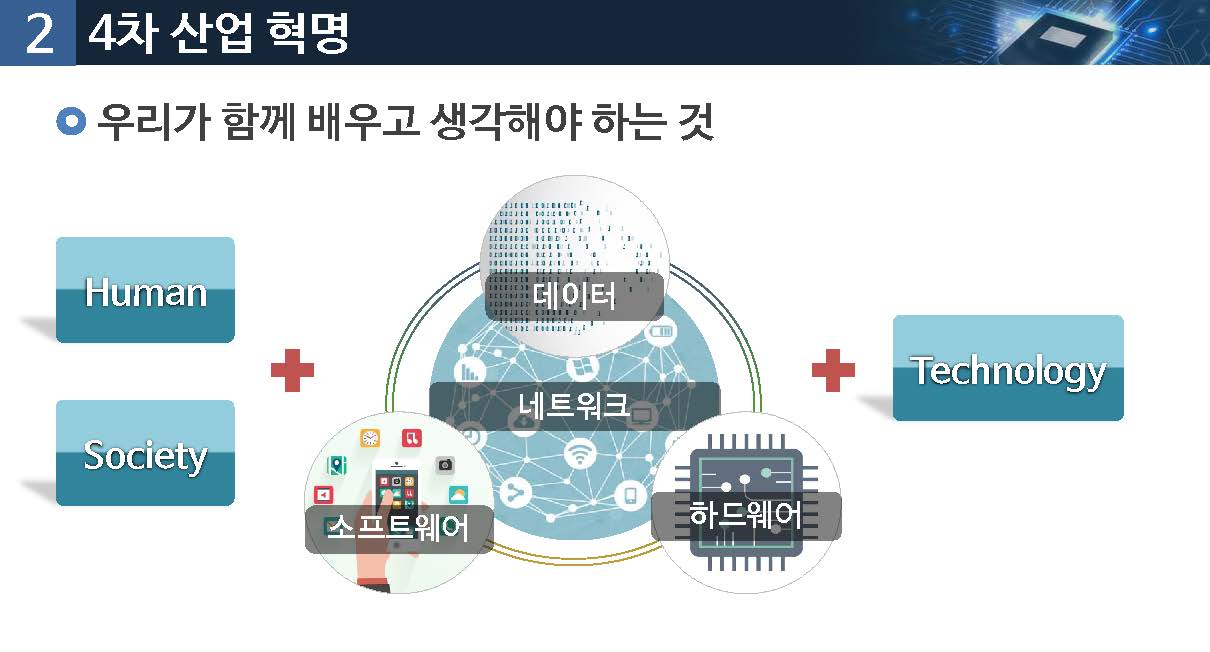 2 4차 산업 혁명
우리가 함께 배우고 생각해야 하는 것
Human
Society
데이터
네트워크
소프트웨어
하드웨어
Technology